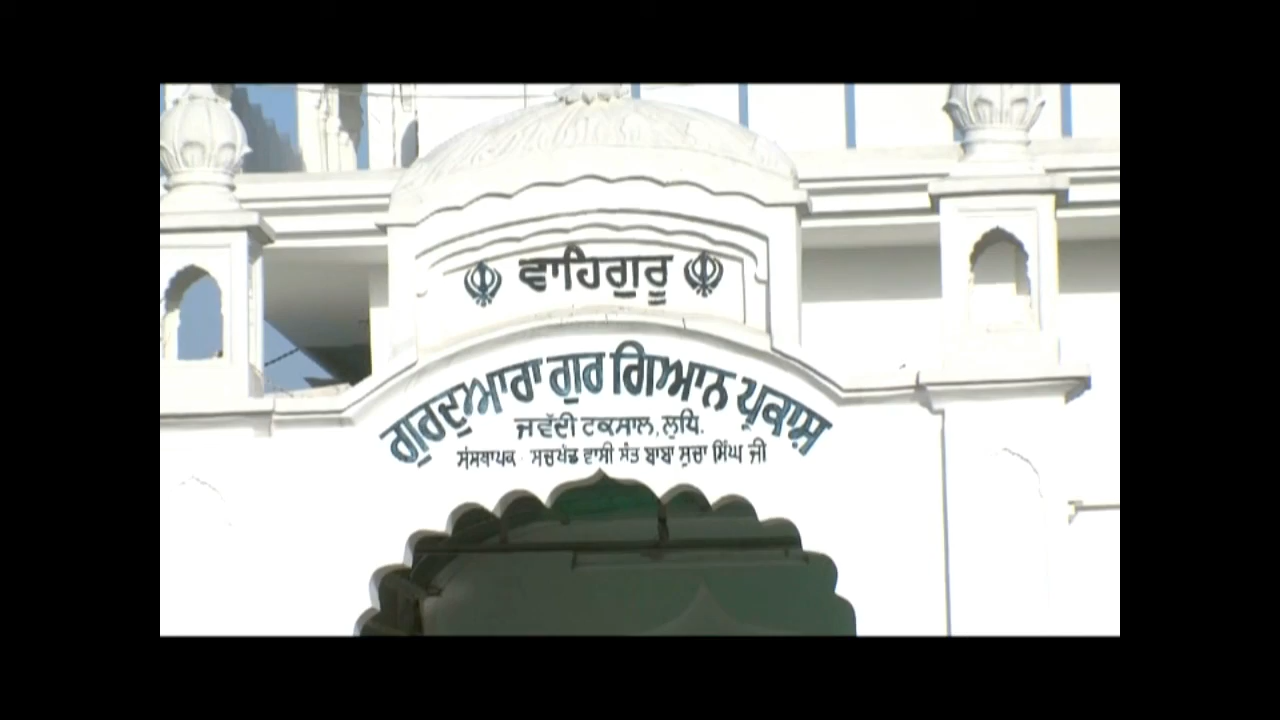 ਵਾਹਿਗੁਰੂ
ਗੁਰਦੁਆਰਾ ਗੁਰ ਗਿਆਨ ਪ੍ਰਕਾਸ਼
ਜਵੱਦੀ ਟਕਸਾਲ, ਲੁਧਿ.
ਸੰਸਥਾਪਕ - ਸਚਖੰਡ ਵਾਸੀ ਸੰਤ ਬਾਬਾ ਸੁਚਾ ਸਿੰਘ ਜੀ